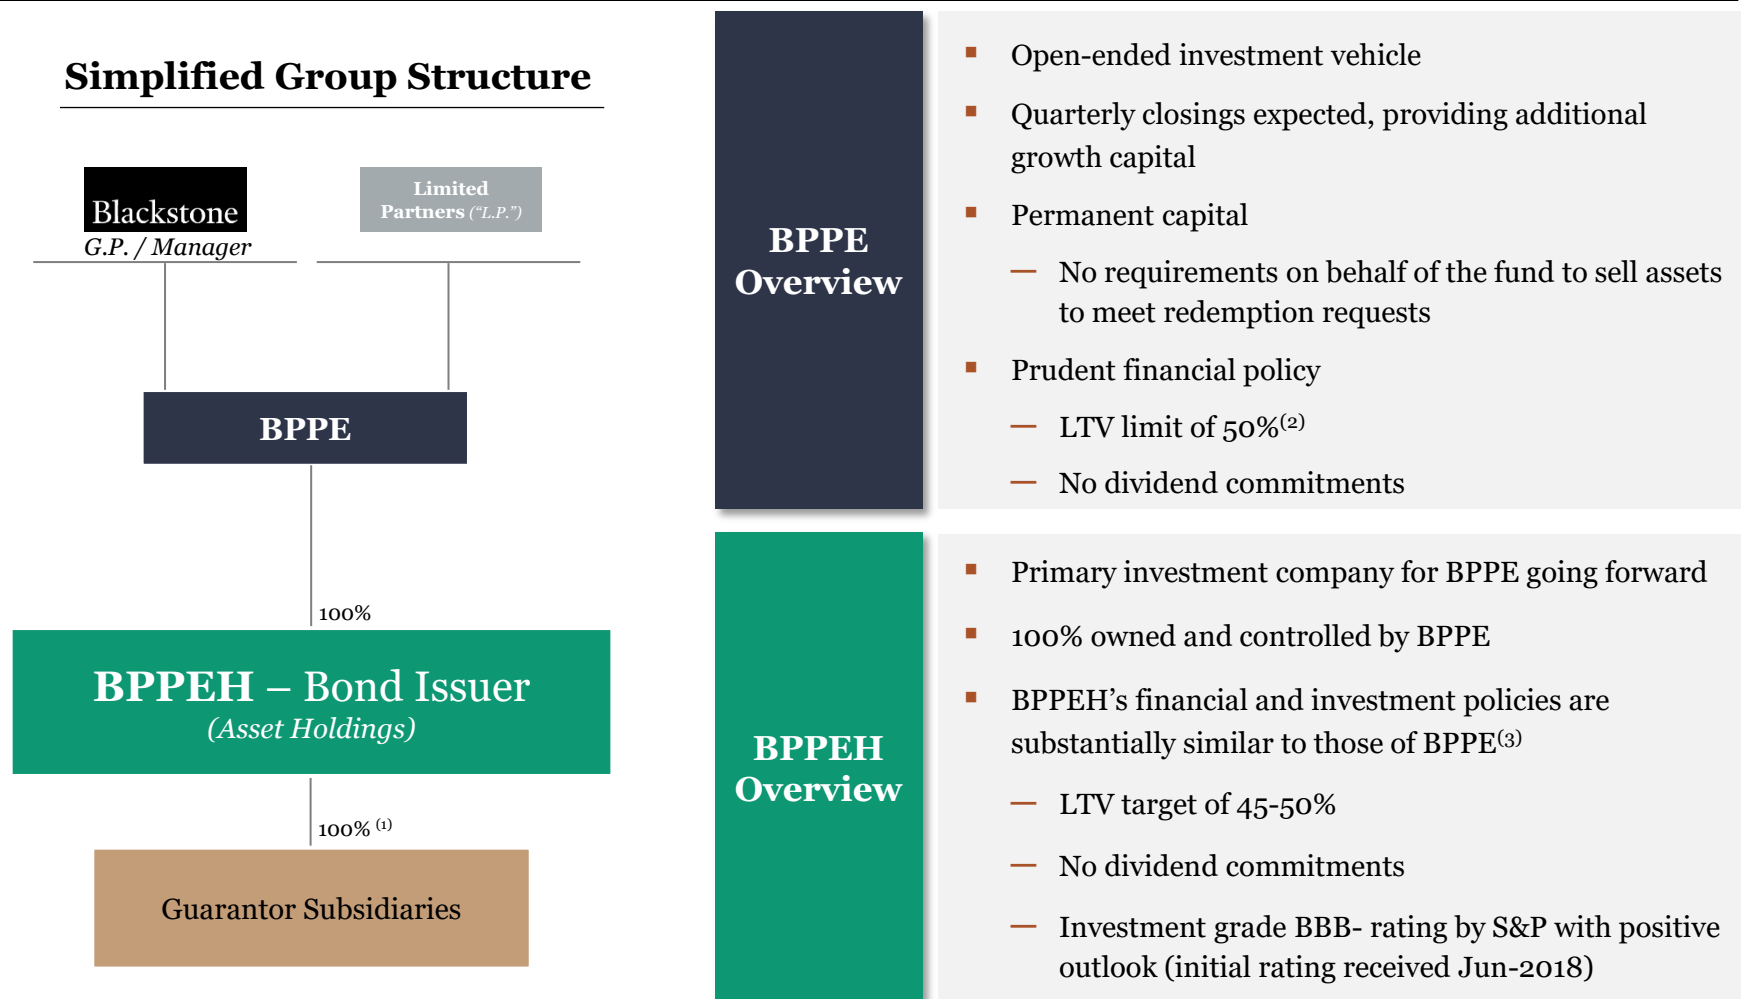 Simplified Group Structure
Blackstone
G.P. / Manager
Limited
Partners (“L.P.”)
BPPE
100%
BPPEH – Bond Issuer
(Asset Holdings)
100% (1)
Guarantor Subsidiaries
BPPE
Overview
▪ Open-ended investment vehicle
▪ Quarterly closings expected, providing additional
growth capital
▪ Permanent capital
— No requirements on behalf of the fund to sell assets
to meet redemption requests
▪ Prudent financial policy
— LTV limit of 50%(2)
— No dividend commitments
BPPEH
Overview
▪ Primary investment company for BPPE going forward
▪ 100% owned and controlled by BPPE
▪ BPPEH’s financial and investment policies are
substantially similar to those of BPPE(3)
— LTV target of 45-50%
— No dividend commitments
— Investment grade BBB- rating by S&P with positive
outlook (initial rating received Jun-2018)